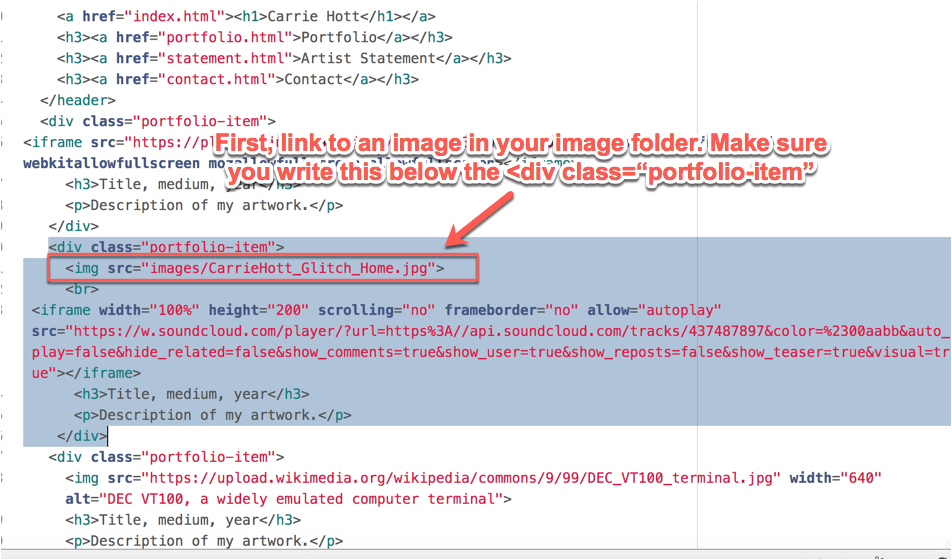 <a href="index.html"><h1>Carrie Hott</h1></a>
<h3><a href="portfolio.html">Portfolio</a></h3>
<h3><a href="statement.html">Artist Statement</a></h3>
<h3><a href="contact.html">Contact</a></h3>
</header>
<div class="portfolio-item">
<iframe src="https://
First, link to an image in your image folder. Make sure
you write this below the <div class=“portfolio-item”
webkitallowfullscreen
<h3>Title, medium, year</h3>
<p>Description of my artwork.</p>
</div>
<div class="portfolio-item">
<img src="images/CarrieHott_Glitch_Home.jpg">
<br>
<iframe width="100%" height="200" scrolling="no" frameborder="no" allow="autoplay"
src="https://w.soundcloud.com/player/?url=https%3A//api.soundcloud.com/tracks/437487897&color=%2300aabb&auto_
play=false&hide_related=false&show_comments=true&show_user=true&show_reposts=false&show_teaser=true&visual=tr
ue"></iframe>
<h3>Title, medium, year</h3>
<p>Description of my artwork.</p>
</div>
<div class="portfolio-item">
<img src="https://upload.wikimedia.org/wikipedia/commons/9/99/DEC_VT100_terminal.jpg" width="640"
alt="DEC VT100, a widely emulated computer terminal">
<h3>Title, medium, year</h3>
<p>Description of my artwork.</p>